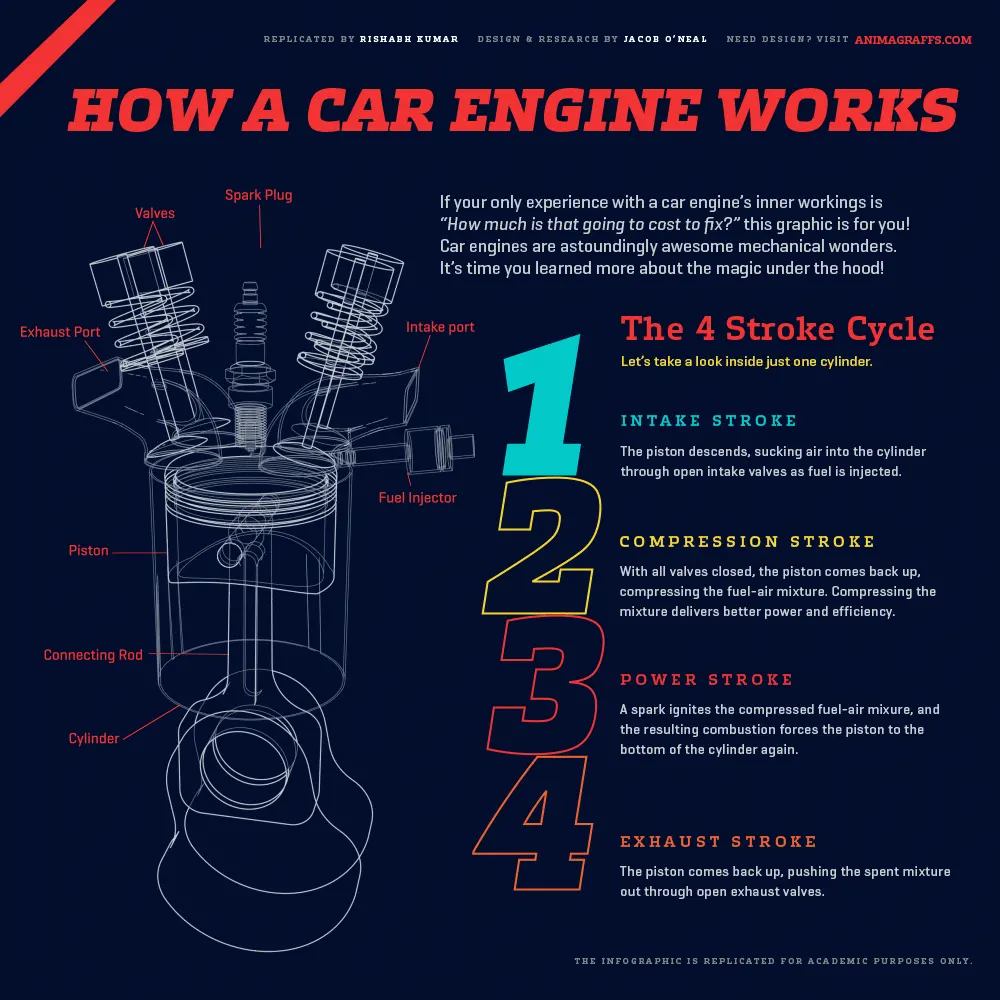 REPLICATED BY RISHABH KUMAR DESIGN & RESEARCH BY JACOB O'NEAL NEED DESIGN? VISIT ANIMAGRAFFS.COM
HOW A CAR ENGINE WORKS
Spark Plug
Valves
Exhaust Port
Intake port
Fuel Injector
Piston
Connecting Rod
Cylinder
If your only experience with a car engine's inner workings is
“How much is that going to cost to fix?” this graphic is for you!
Car engines are astoundingly awesome mechanical wonders.
It's time you learned more about the magic under the hood!
The 4 Stroke Cycle
Let's take a look inside just one cylinder.
1
INTAKE STROKE
The piston descends, sucking air into the cylinder
through open intake valves as fuel is injected.
2
COMPRESSION STROKE
With all valves closed, the piston comes back up,
compressing the fuel-air mixture. Compressing the
mixture delivers better power and efficiency.
3
POWER STROKE
A spark ignites the compressed fuel-air mixure, and
the resulting combustion forces the piston to the
bottom of the cylinder again.
4
EXHAUST STROKE
The piston comes back up, pushing the spent mixture
out through open exhaust valves.
THE INFOGRAPHIC IS REPLICATED FOR ACADEMIC PURPOSES ONLY.